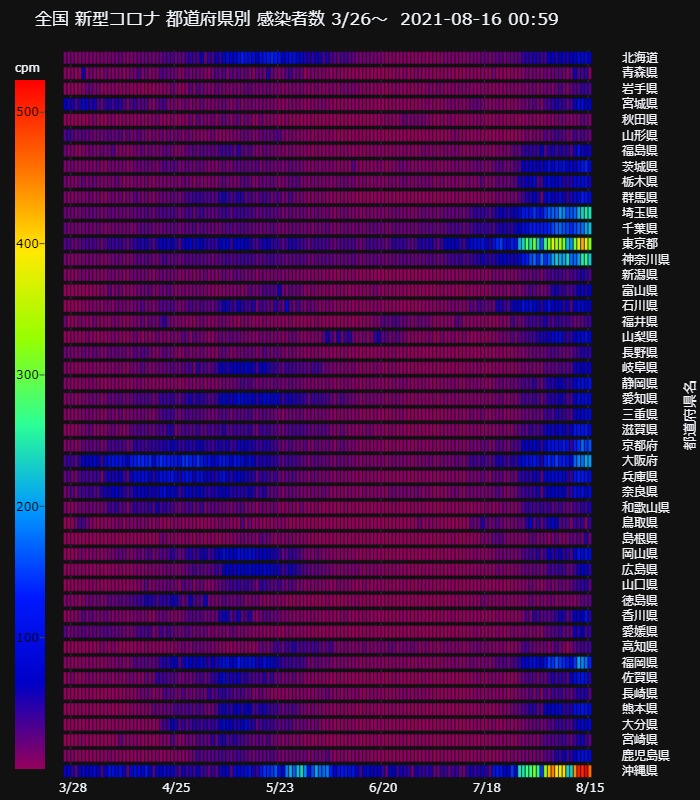 全国 新型コロナ 都道府県別 感染者数 3/26～ 2021-08-16 00:59
cpm
500
400
300
200
100
北海道
青森県
岩手県
宮城県
秋田県
山形県
福島県
茨城県
栃木県
群馬県
埼玉県
千葉県
東京都
神奈川県
新潟県
富山県
石川県
福井県
山梨県
長野県
岐阜県
静岡県
愛知県
三重県
滋賀県
京都府
大阪府
兵庫県
奈良県
和歌山県
鳥取県
島根県
岡山県
広島県
山口県
徳島県
香川県
愛媛県
高知県
福岡県
佐賀県
長崎県
熊本県
大分県
宮崎県
鹿児島県
沖縄県
都道府県名
3/28 4/25 5/23 6/20 7/18 8/15